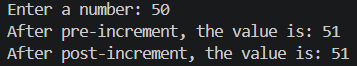 Enter a number: 50
After pre-increment, the value is: 51
After post-increment, the value is: 51